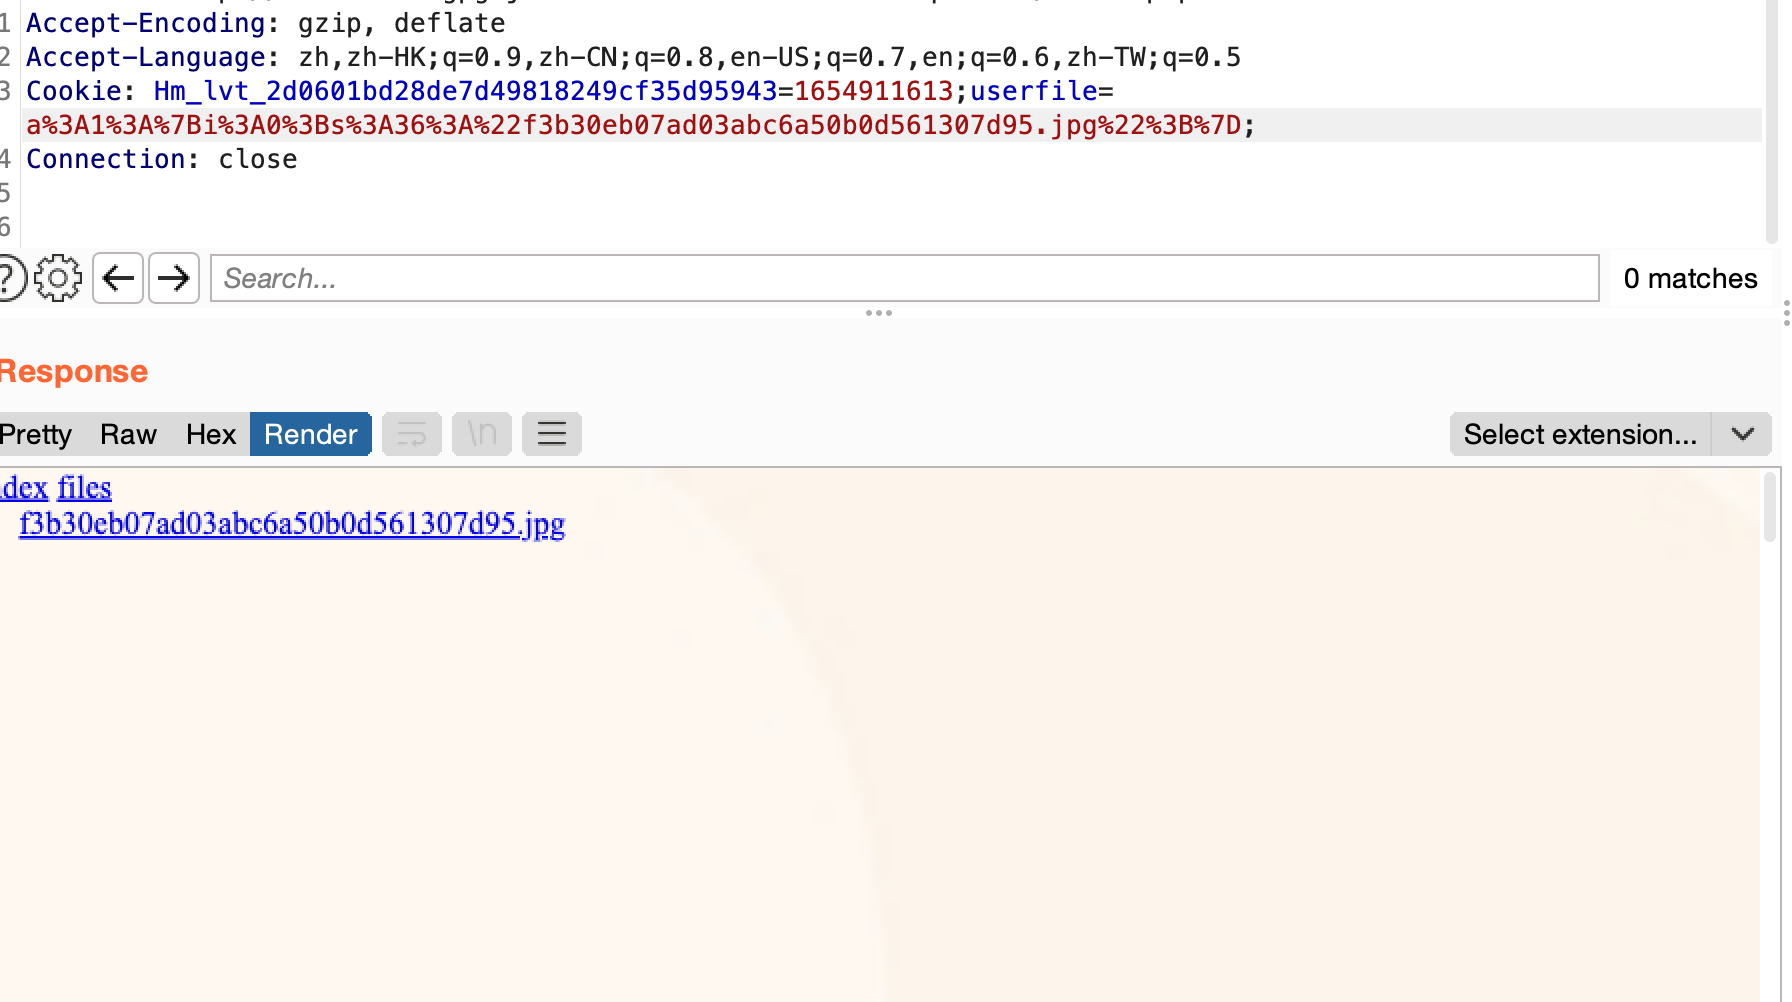 1 Accept-Encoding: gzip, deflate
2 Accept-Language: zh,zh-HK;q=0.9,zh-CN;q=0.8,en-US;q=0.7,en;q=0.6,zh-TW;q=0.5
3 Cookie: Hm_lvt_2d0601bd28de7d49818249cf35d95943=1654911613;userfile=
a%3A1%3A%7Bi%3A0%3Bs%3A36%3A%22f3b30eb07ad03abc6a50b0d561307d95.jpg%22%3B%7D;
4 Connection: close
5
6
? Search... 0 matches
Response
Pretty Raw Hex Render \n Select extension...
dex files
f3b30eb07ad03abc6a50b0d561307d95.jpg